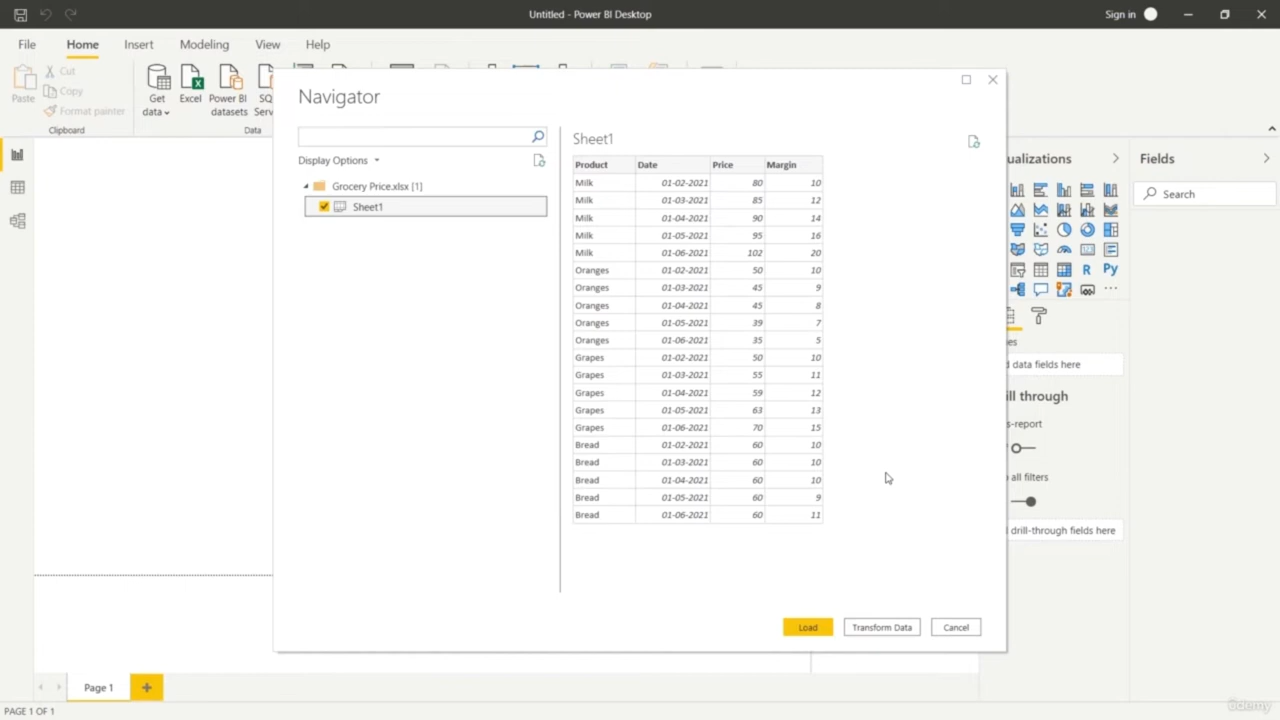 Untitled - Power BI Desktop
Sign in
File Home Insert Modeling View Help
Paste
Cut
Copy
Format painter
Clipboard
Get data
Excel
Power BI datasets
SQ
Serv
Data
Navigator
Display Options
Grocery Price.xlsx [1]
Sheet1
Sheet1
Product Date Price Margin
Milk 01-02-2021 80 10
Milk 01-03-2021 85 12
Milk 01-04-2021 90 14
Milk 01-05-2021 95 16
Milk 01-06-2021 102 20
Oranges 01-02-2021 50 10
Oranges 01-03-2021 45 9
Oranges 01-04-2021 45 8
Oranges 01-05-2021 39 7
Oranges 01-06-2021 35 5
Grapes 01-02-2021 50 10
Grapes 01-03-2021 55 11
Grapes 01-04-2021 59 12
Grapes 01-05-2021 63 13
Grapes 01-06-2021 70 15
Bread 01-02-2021 60 10
Bread 01-03-2021 60 10
Bread 01-04-2021 60 10
Bread 01-05-2021 60 9
Bread 01-06-2021 60 11
Load Transform Data Cancel
ualizations
R Py
es
d data fields here
ill through
s-report
all filters
drill-through fields here
Fields
Search
Page 1
PAGE 1 OF 1
ûdemy